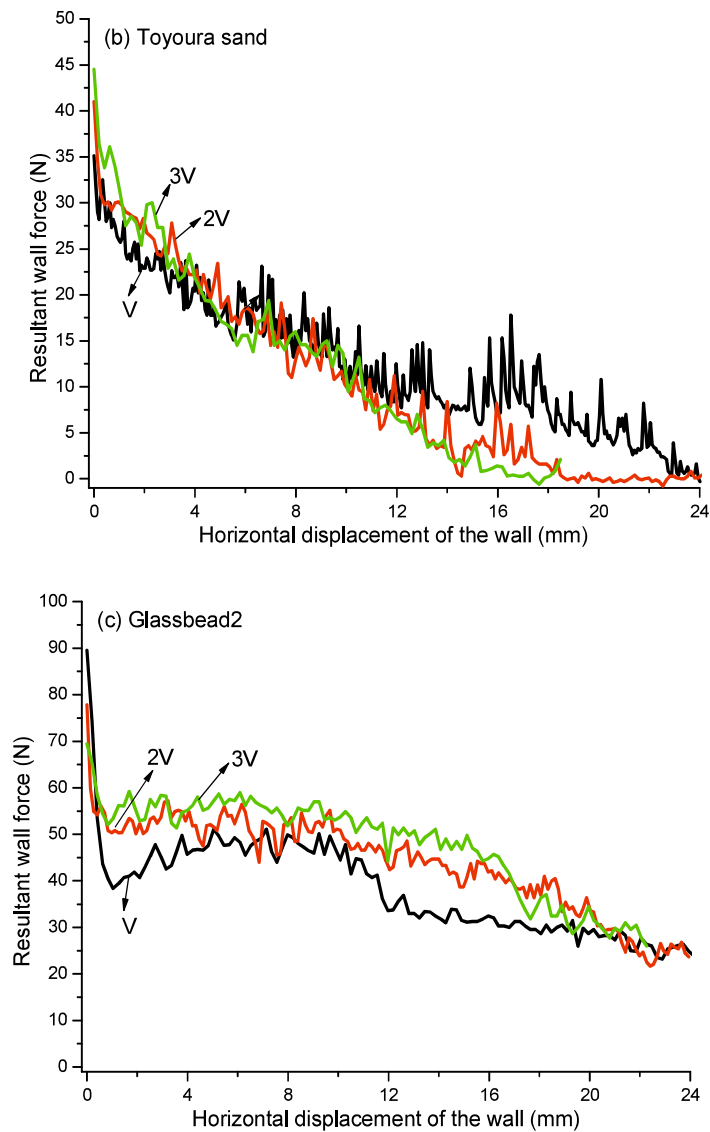 (b) Toyoura sand
50
45
40
35
30
25
20
15
10
5
0
Resultant wall force (N)
3V
2V
V
0 4 8 12 16 20 24
Horizontal displacement of the wall (mm)
(c) Glassbead2
100
90
80
70
60
50
40
30
20
10
0
Resultant wall force (N)
2V
3V
V
0 4 8 12 16 20 24
Horizontal displacement of the wall (mm)